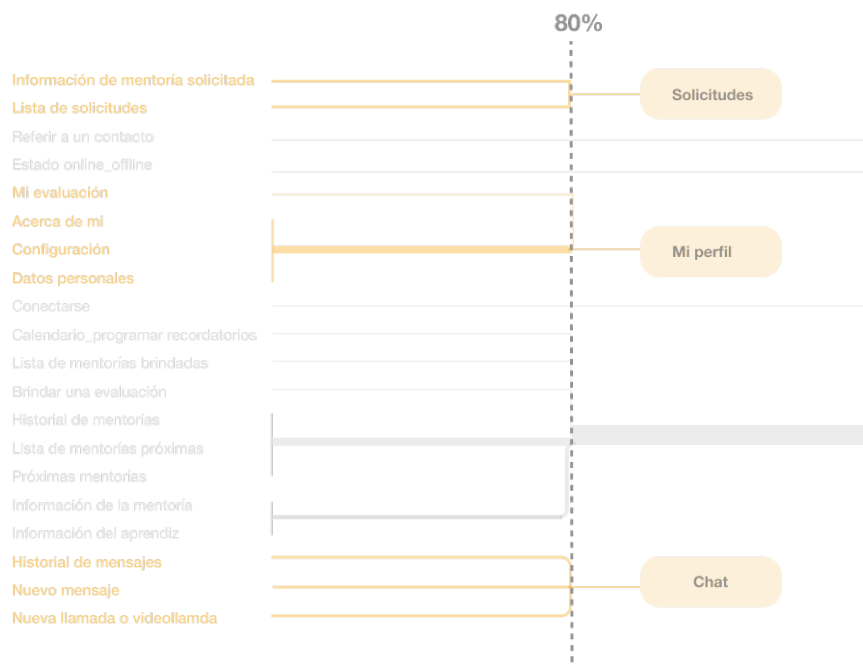 80%
Información de mentoría solicitada
Lista de solicitudes
Solicitudes
Referir a un contacto
Estado online_offline
Mi evaluación
Acerca de mi
Configuración
Mi perfil
Datos personales
Conectarse
Calendario_programar recordatorios
Lista de mentorías brindadas
Brindar una evaluación
Historial de mentorías
Lista de mentorías próximas
Próximas mentorías
Información de la mentoría
Información del aprendiz
Historial de mensajes
Nuevo mensaje
Chat
Nueva llamada o videollamda